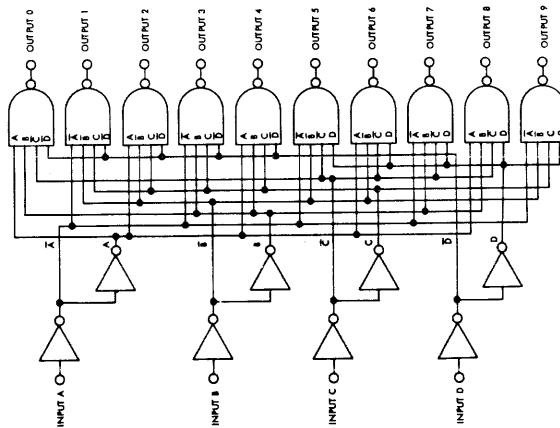 OUTPUT 0
OUTPUT 1
OUTPUT 2
OUTPUT 3
OUTPUT 4
OUTPUT 5
OUTPUT 6
OUTPUT 7
OUTPUT 8
OUTPUT 9
A B C̅ D̅
A̅ B̅ C D̅
A B̅ C D̅
A̅ B C D̅
A B C D̅
A̅ B̅ C̅ D
A B̅ C̅ D
A̅ B C̅ D
A B C̅ D
A̅ B̅ C D
A̅
A
B̅
B
C̅
C
D̅
D
INPUT A
INPUT B
INPUT C
INPUT D